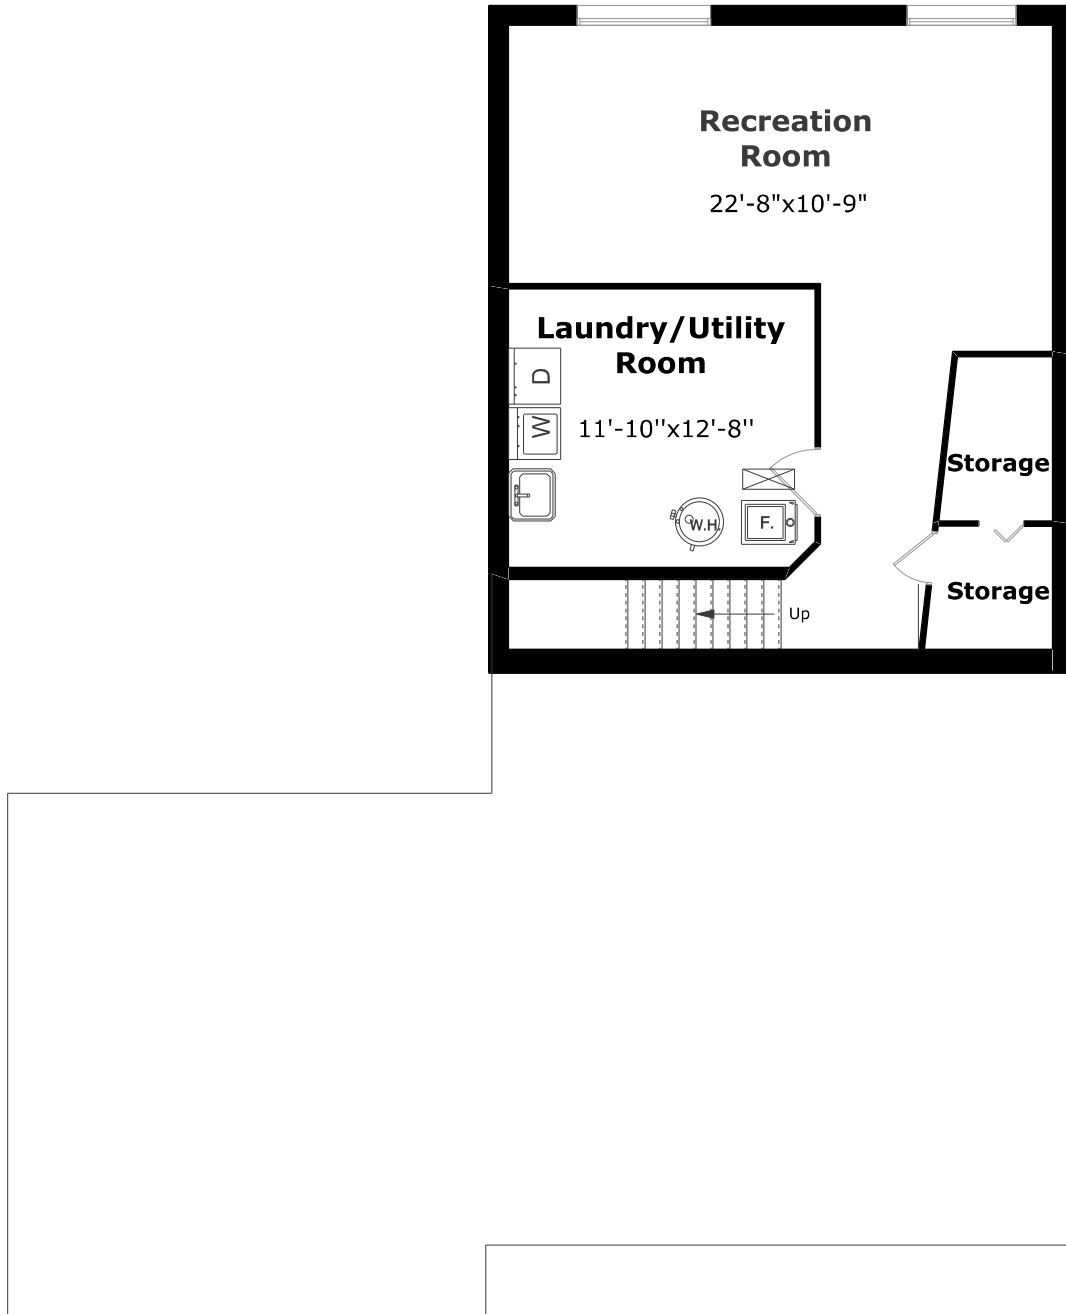 Recreation
Room
22'-8"x10'-9"
Laundry/Utility
Room
D
W
11'-10''x12'-8''
Storage
W.H.
F.
Storage
Up